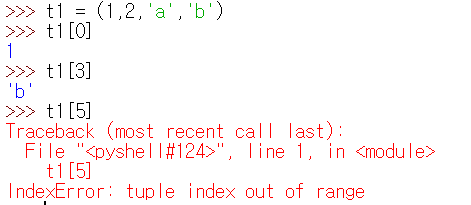 >>> t1 = (1,2,'a','b')
>>> t1[0]
1
>>> t1[3]
'b'
>>> t1[5]
Traceback (most recent call last):
  File "<pyshell#124>", line 1, in <module>
    t1[5]
IndexError: tuple index out of range